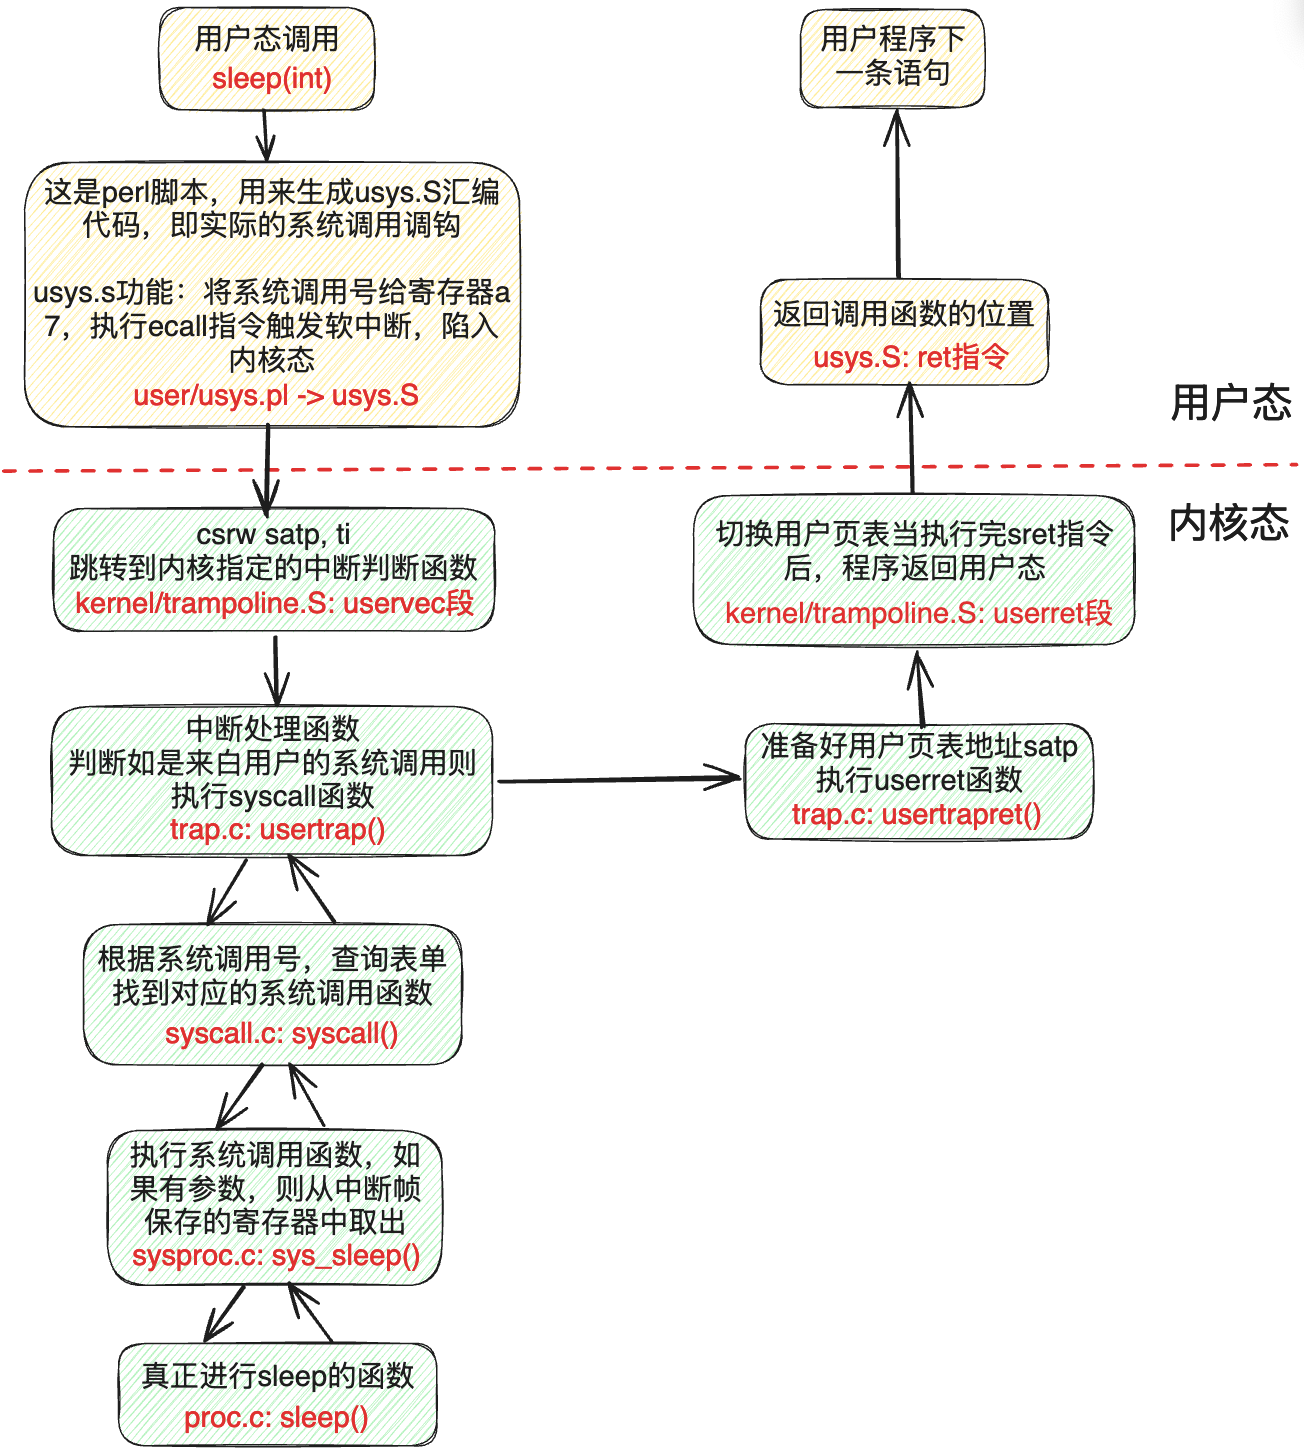 用户态调用
sleep(int)
这是perl脚本，用来生成usys.S汇编
代码，即实际的系统调用调钩
usys.s功能：将系统调用号给寄存器a
7，执行ecall指令触发软中断，陷入
内核态
user/usys.pl -> usys.S
csrw satp, ti
跳转到内核指定的中断判断函数
kernel/trampoline.S: uservec段
中断处理函数
判断如是来白用户的系统调用则
执行syscall函数
trap.c: usertrap()
根据系统调用号，查询表单
找到对应的系统调用函数
syscall.c: syscall()
执行系统调用函数，如
果有参数，则从中断帧
保存的寄存器中取出
sysproc.c: sys_sleep()
真正进行sleep的函数
proc.c: sleep()
准备好用户页表地址satp
执行userret函数
trap.c: usertrapret()
切换用户页表当执行完sret指令
后，程序返回用户态
kernel/trampoline.S: userret段
返回调用函数的位置
usys.S: ret指令
用户程序下
一条语句
用户态
内核态